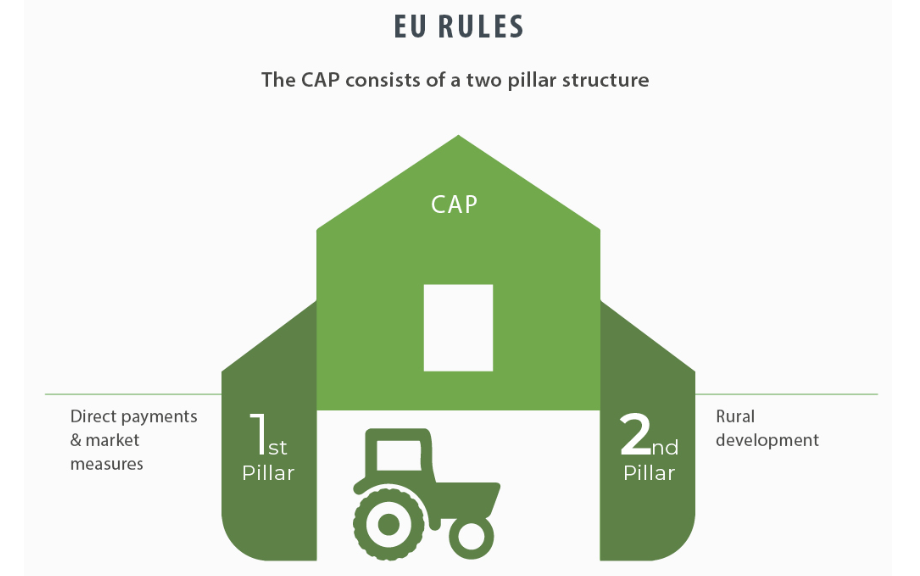 EU RULES
The CAP consists of a two pillar structure
CAP
Direct payments
& market
measures
1st
Pillar
2nd
Pillar
Rural
development